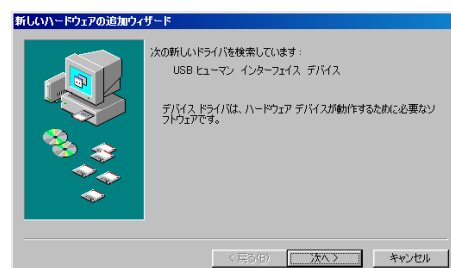 新しいハードウェアの追加ウィザード
次の新しいドライバを検索しています：
USB ヒューマン インターフェイス デバイス
デバイス ドライバは、ハードウェア デバイスが動作するために必要なソ
フトウェアです。
< 戻る(B)
次へ >
キャンセル